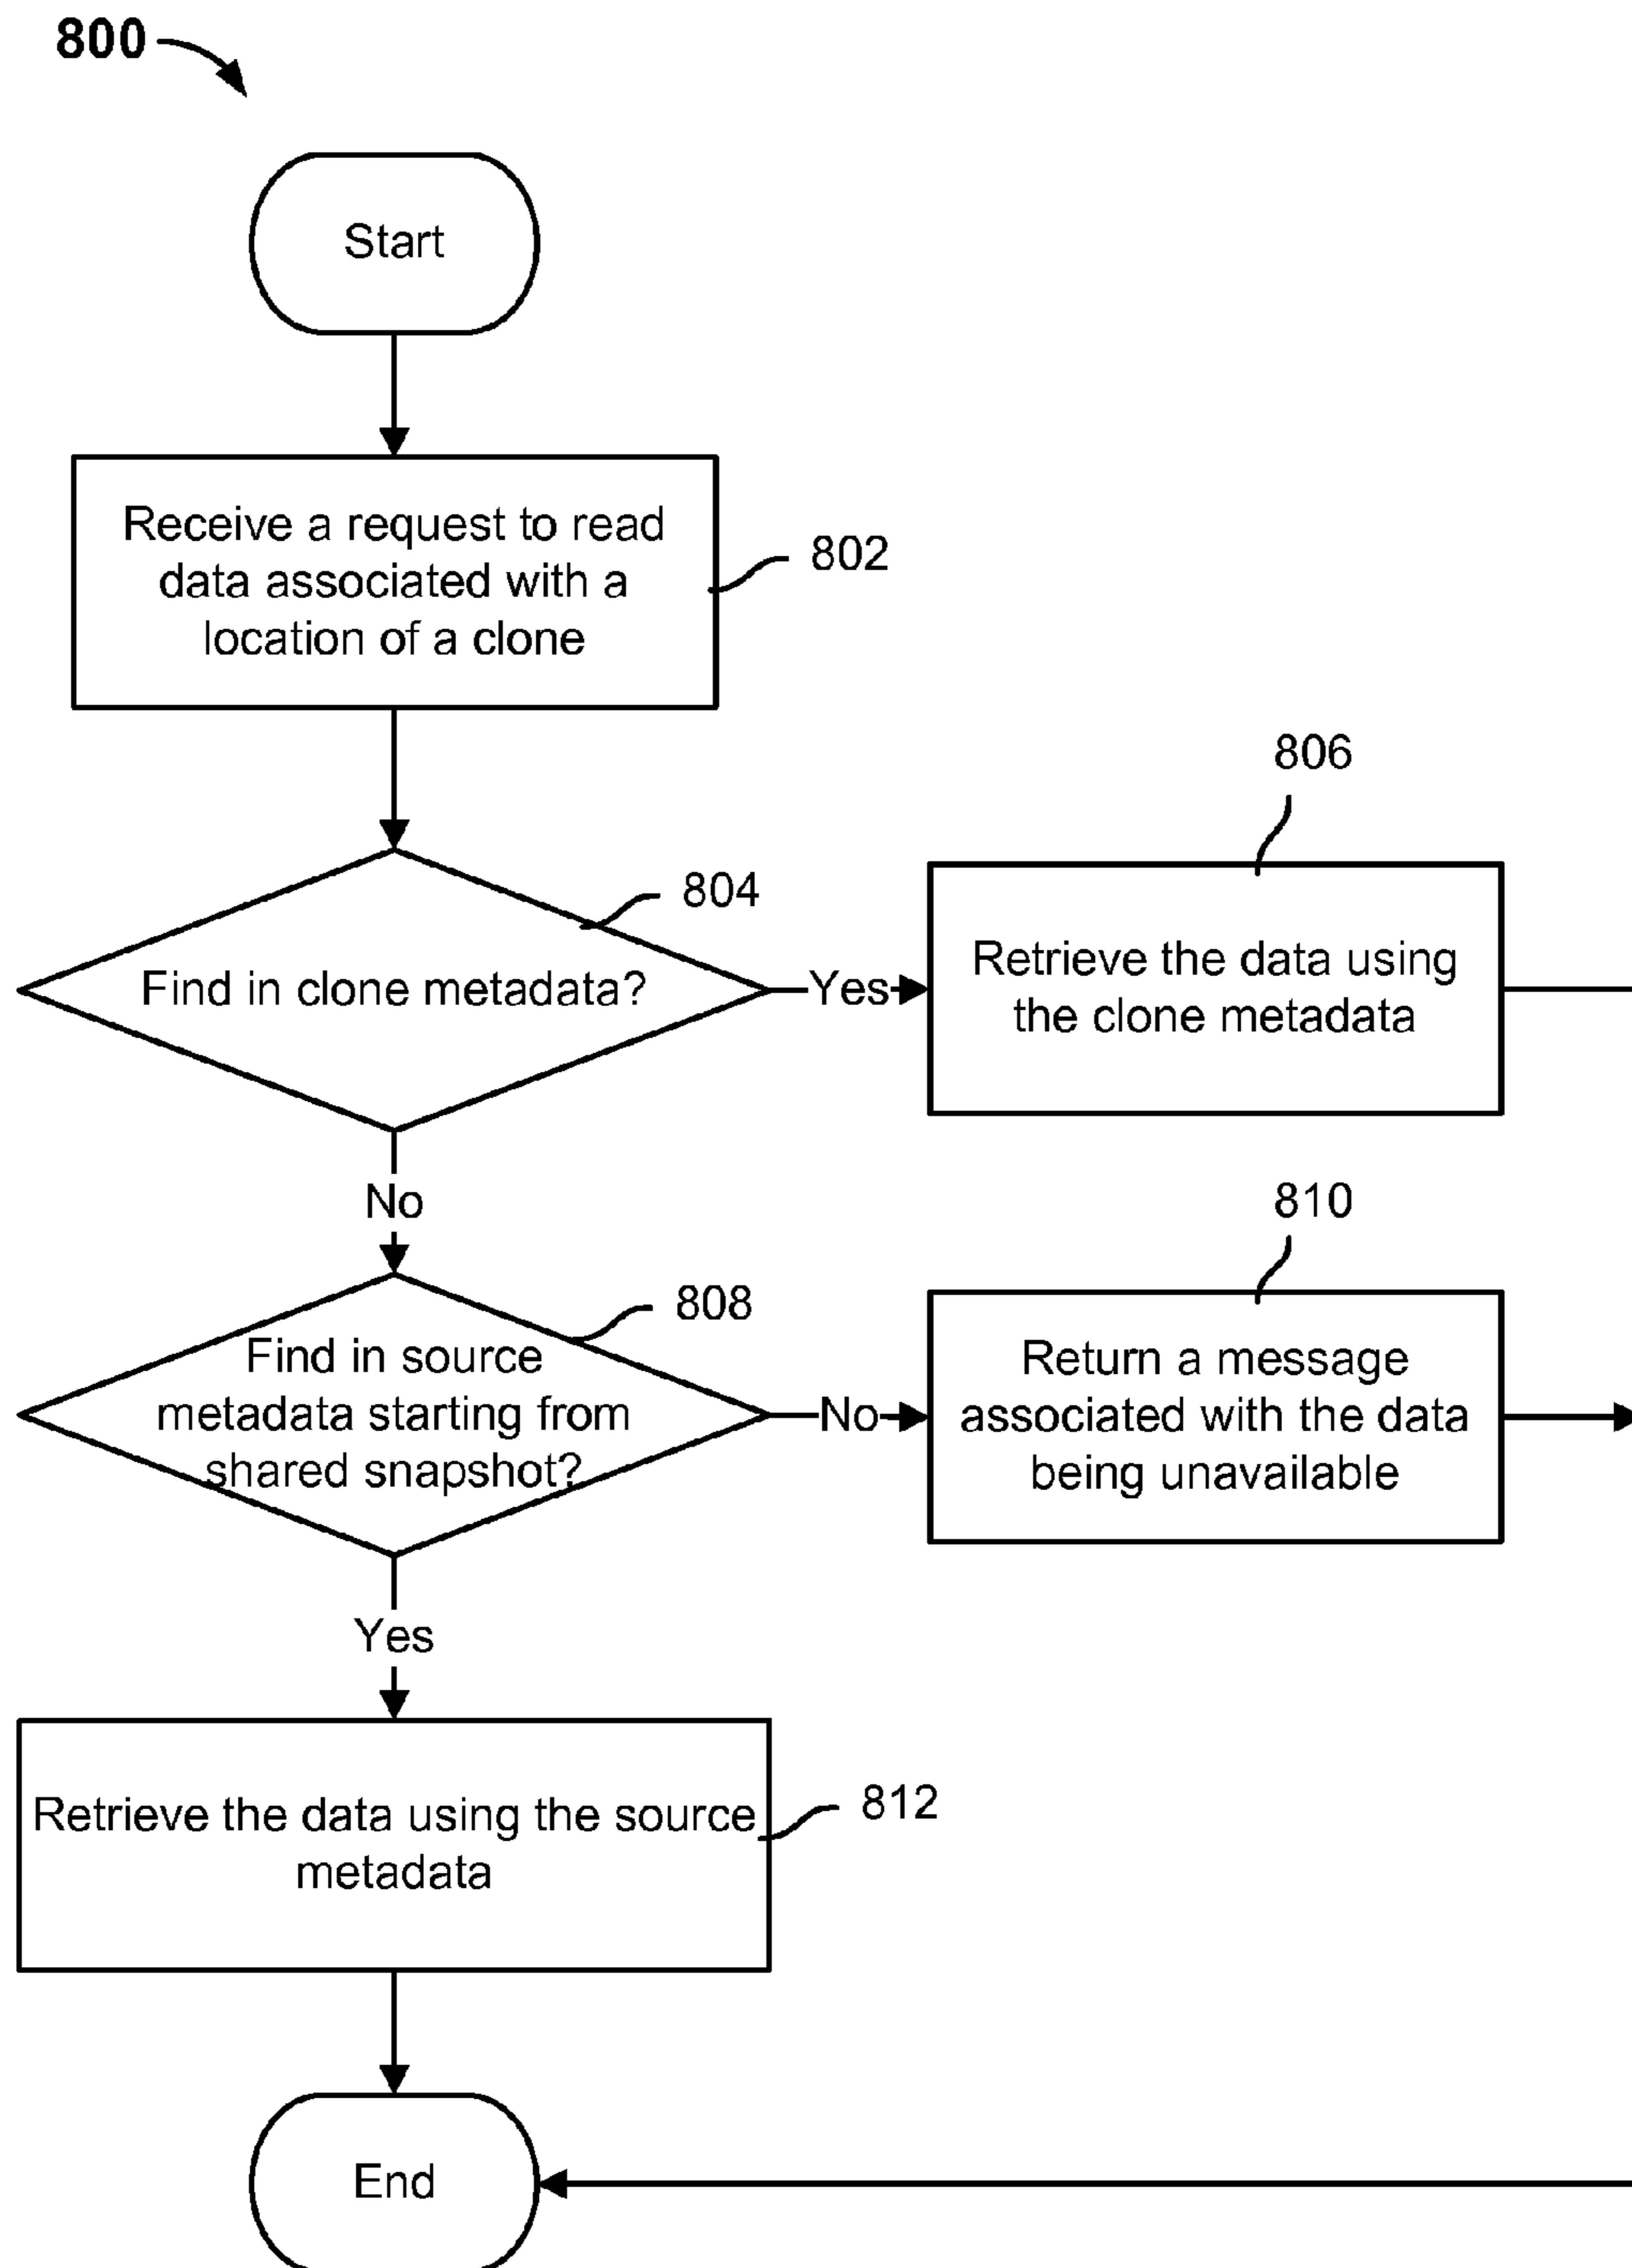 800
Start
Receive a request to read
data associated with a
location of a clone
802
804
Find in clone metadata?
Yes
806
Retrieve the data using
the clone metadata
No
808
Find in source
metadata starting from
shared snapshot?
No
810
Return a message
associated with the data
being unavailable
Yes
Retrieve the data using the source
metadata
812
End